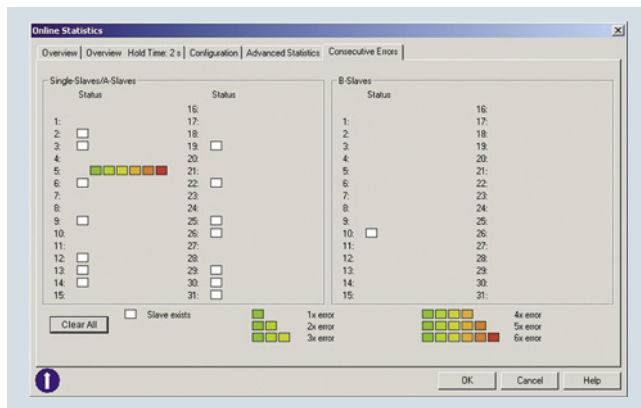 Online Statistics
Overview
Overview Hold Time: 2 s
Configuration
Advanced Statistics
Consecutive Errors
Single-Slaves/A-Slaves
Status
Status
1:
2:
3:
4:
5:
6:
7:
8:
9:
10:
11:
12:
13:
14:
15:
16:
17:
18:
19:
20:
21:
22:
23:
24:
25:
26:
27:
28:
29:
30:
31:
B-Slaves
Status
1:
2:
3:
4:
5:
6:
7:
8:
9:
10:
11:
12:
13:
14:
15:
16:
17:
18:
19:
20:
21:
22:
23:
24:
25:
26:
27:
28:
29:
30:
31:
Clear All
Slave exists
1x error
2x error
3x error
4x error
5x error
6x error
OK
Cancel
Help